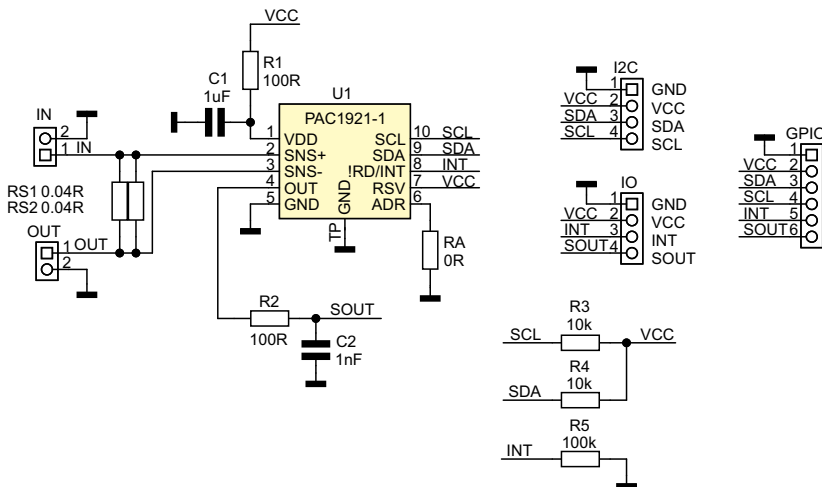 VCC
R1
100R
C1
1uF
U1
PAC1921-1
1 VDD
2 SNS+
3 SNS-
4 OUT
5 GND
GND
TP
SCL 10 SCL
SDA 9 SDA
!RD/INT 8 INT
RSV 7 VCC
ADR 6
RA
0R
IN
2
1 IN
RS1 0.04R
RS2 0.04R
OUT
1 OUT
2
R2
100R
SOUT
C2
1nF
I2C
1 GND
VCC 2 VCC
SDA 3 SDA
SCL 4 SCL
IO
1 GND
VCC 2 VCC
INT 3 INT
SOUT 4 SOUT
GPIO
1
VCC 2
SDA 3
SCL 4
INT 5
SOUT 6
R3
SCL 10k VCC
R4
SDA 10k
R5
INT 100k